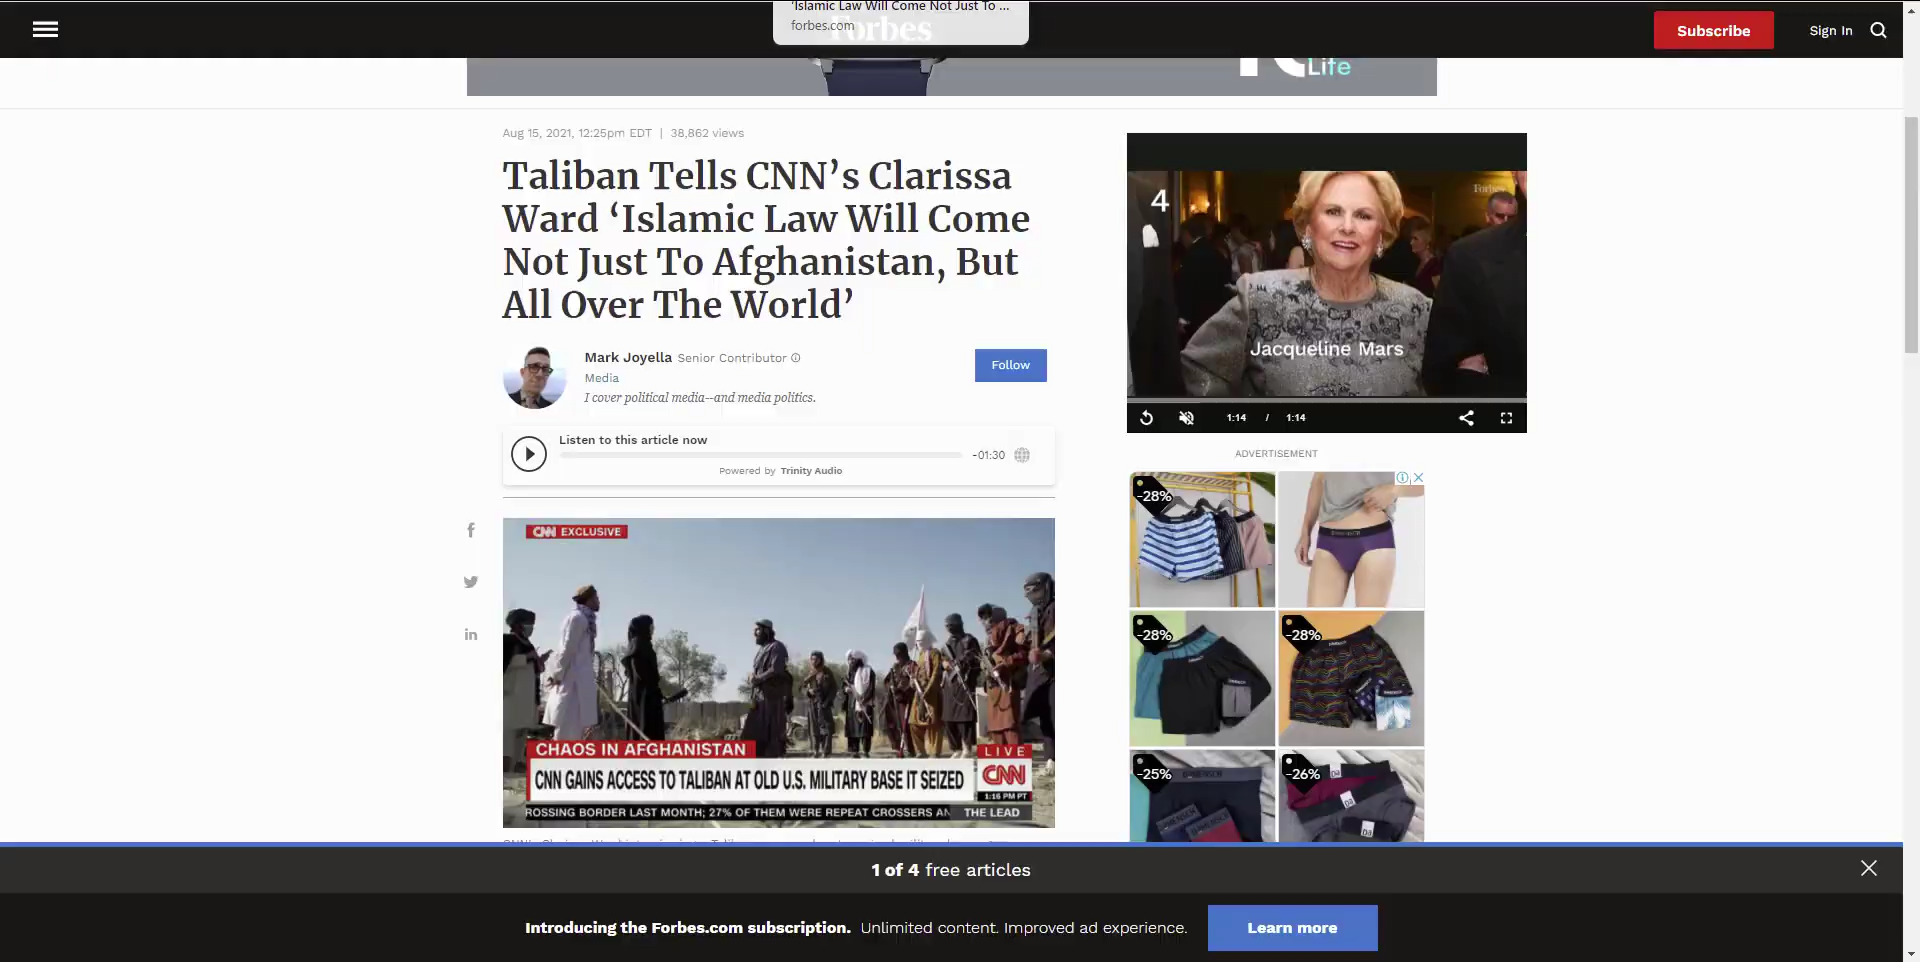 'Islamic Law Will Come Not Just To ...
forbes.com
Forbes
Subscribe
Sign In
Life
Aug 15, 2021, 12:25pm EDT | 38,862 views
Taliban Tells CNN’s Clarissa
Ward ‘Islamic Law Will Come
Not Just To Afghanistan, But
All Over The World’
Mark Joyella Senior Contributor
Media
I cover political media--and media politics.
Follow
Listen to this article now
-01:30
Powered by Trinity Audio
CNN EXCLUSIVE
CHAOS IN AFGHANISTAN
CNN GAINS ACCESS TO TALIBAN AT OLD U.S. MILITARY BASE IT SEIZED
LIVE
CNN
1:16 PM PT
ROSSING BORDER LAST MONTH; 27% OF THEM WERE REPEAT CROSSERS AN
THE LEAD
4
Forbes
Jacqueline Mars
1:14 / 1:14
ADVERTISEMENT
-28%
-28%
-28%
-25%
-26%
1 of 4 free articles
Introducing the Forbes.com subscription. Unlimited content. Improved ad experience.
Learn more